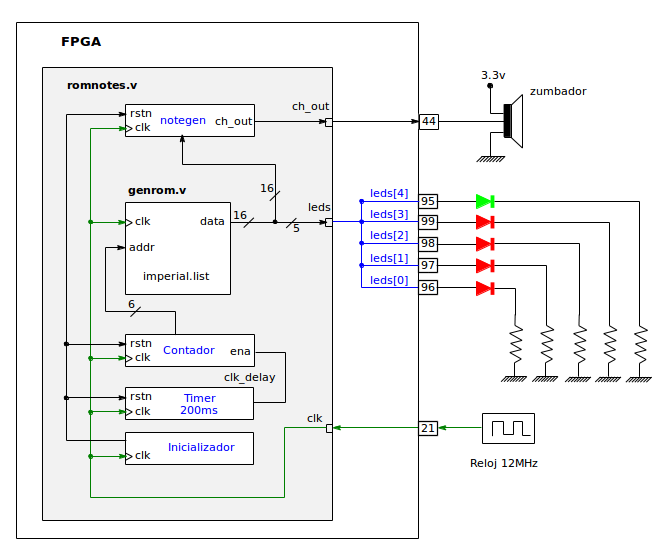 FPGA
romnotes.v
rstn
clk
notegen
ch_out
ch_out
44
3.3v
zumbador
16
genrom.v
clk
addr
data
imperial.list
16
5
leds
leds[4]
leds[3]
leds[2]
leds[1]
leds[0]
95
99
98
97
96
6
rstn
clk
Contador
ena
clk_delay
rstn
clk
Timer
200ms
Inicializador
clk
clk
21
Reloj 12MHz